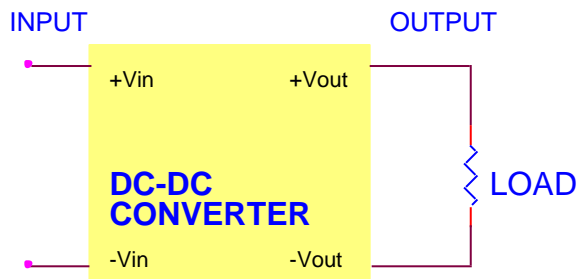 INPUT OUTPUT
+Vin +Vout
DC-DC
CONVERTER
LOAD
-Vin -Vout